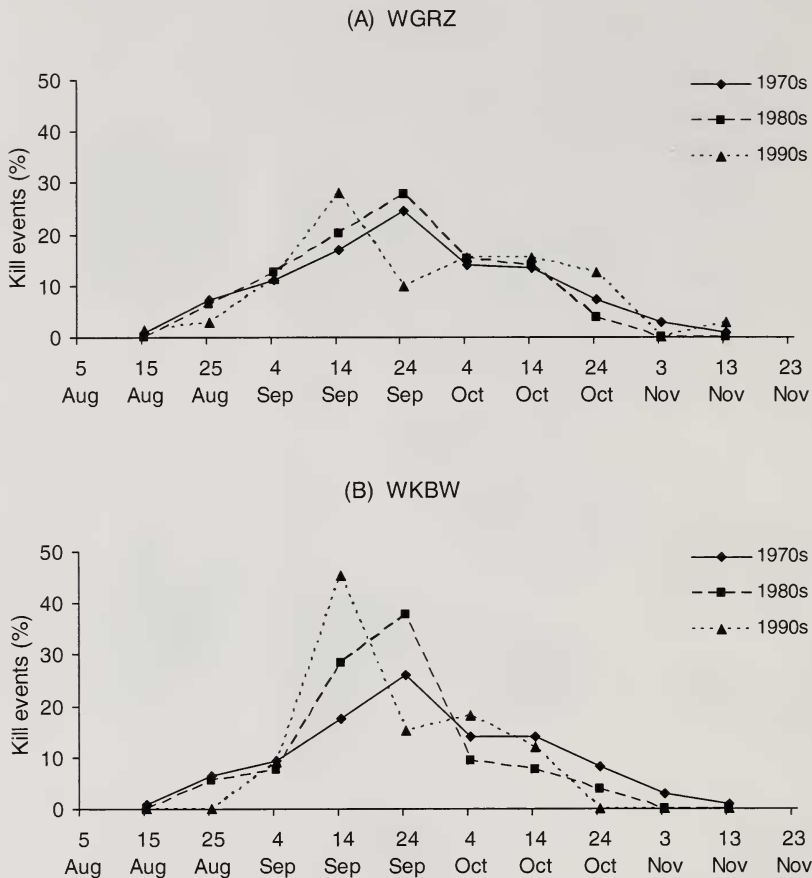 (A) WGRZ
50
40
30
20
10
0
Kill events (%)
1970s
1980s
1990s
5 15 25 4 14 24 4 14 24 3 13 23
Aug Aug Aug Sep Sep Sep Oct Oct Oct Nov Nov Nov
(B) WKBW
50
40
30
20
10
0
Kill events (%)
1970s
1980s
1990s
5 15 25 4 14 24 4 14 24 3 13 23
Aug Aug Aug Sep Sep Sep Oct Oct Oct Nov Nov Nov